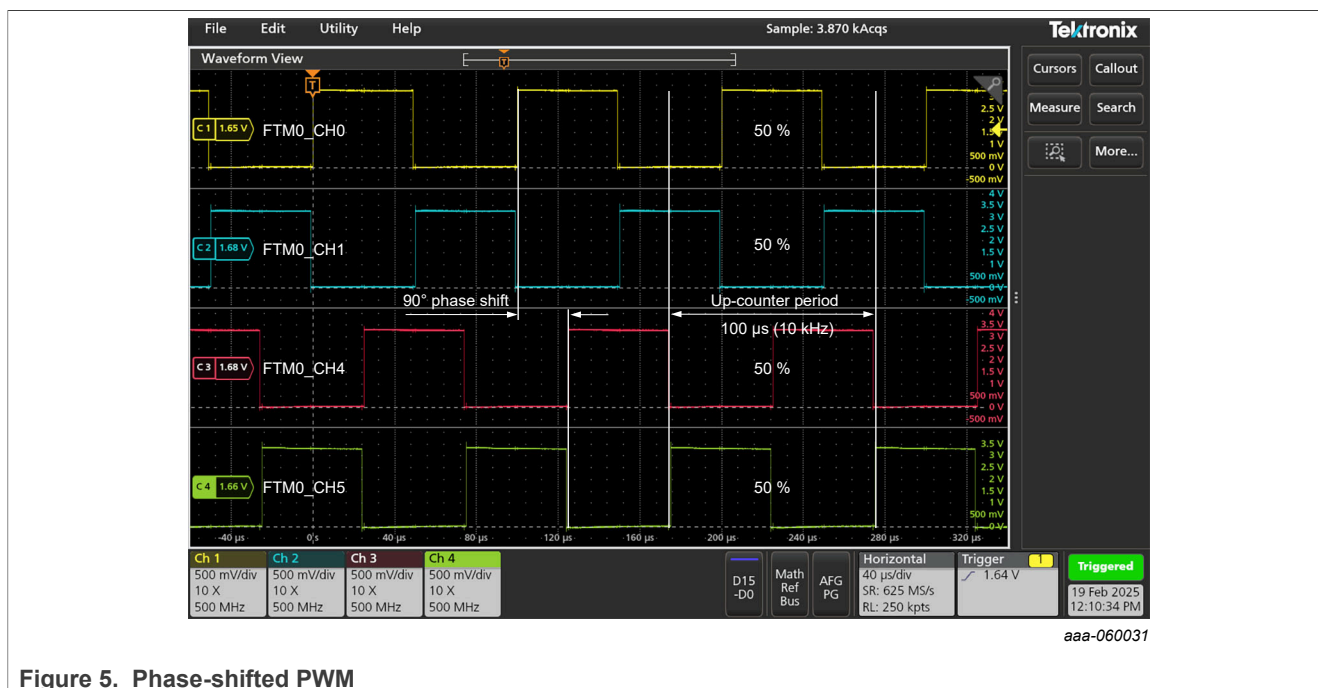 File Edit Utility Help Sample: 3.870 kAcqs Tektronix
Waveform View
T
T
Cursors Callout
Measure Search
More...
C 1 1.65 V FTM0_CH0 50 %
2.5 V
2 V
1.5 V
1 V
500 mV
0 V
-500 mV
C 2 1.68 V FTM0_CH1 50 %
4 V
3.5 V
3 V
2.5 V
2 V
1.5 V
1 V
500 mV
0 V
-500 mV
90° phase shift Up-counter period
100 µs (10 kHz)
C 3 1.68 V FTM0_CH4 50 %
4 V
3.5 V
3 V
2.5 V
2 V
1.5 V
1 V
500 mV
0 V
-500 mV
C 4 1.66 V FTM0_CH5 50 %
3.5 V
3 V
2.5 V
2 V
1.5 V
1 V
500 mV
0 V
-40 µs 0 s 40 µs 80 µs 120 µs 160 µs 200 µs 240 µs 280 µs 320 µs
Ch 1
500 mV/div
10 X
500 MHz
Ch 2
500 mV/div
10 X
500 MHz
Ch 3
500 mV/div
10 X
500 MHz
Ch 4
500 mV/div
10 X
500 MHz
D15
-D0
Math
Ref
Bus
AFG
PG
Horizontal
40 µs/div
SR: 625 MS/s
RL: 250 kpts
Trigger 1
1.64 V
Triggered
19 Feb 2025
12:10:34 PM
aaa-060031
Figure 5. Phase-shifted PWM